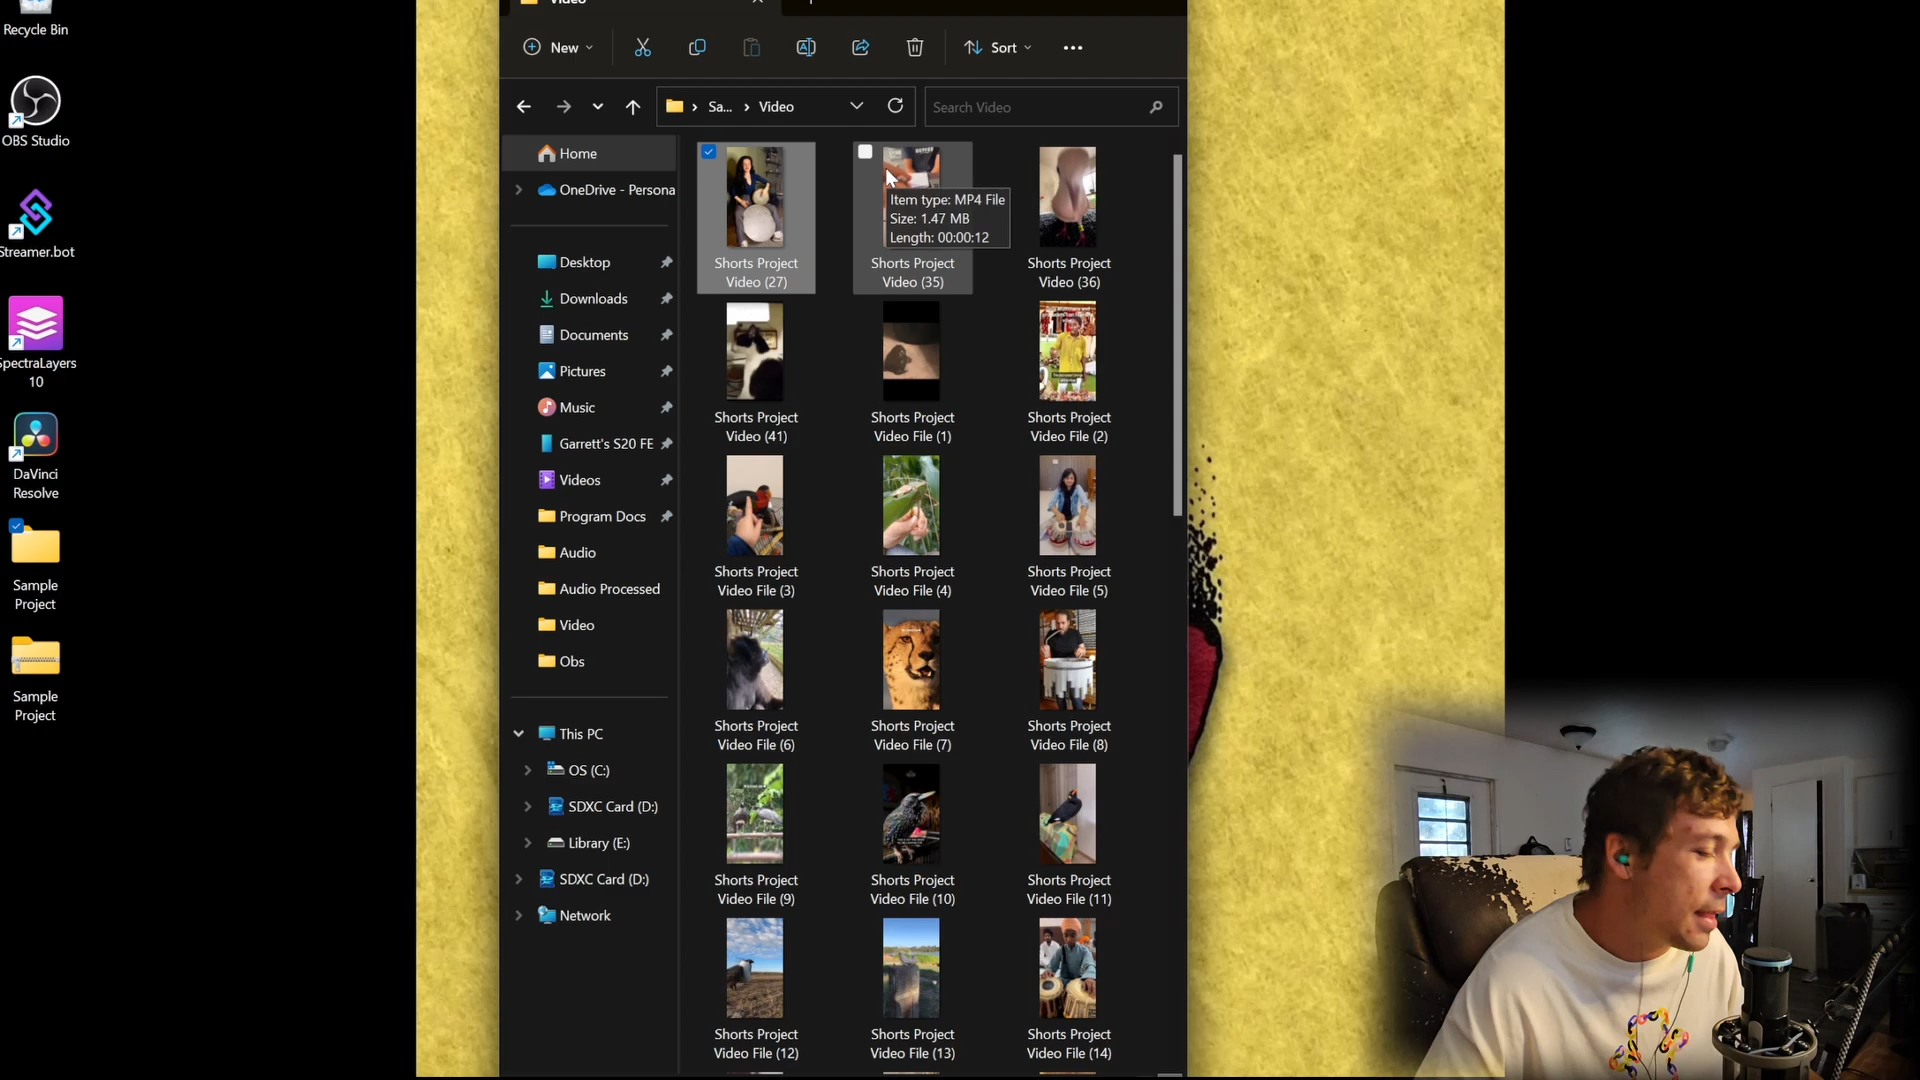 Recycle Bin
OBS Studio
Streamer.bot
SpectraLayers
10
DaVinci
Resolve
Sample
Project
Sample
Project
Video
New
Sort
Sa...
Video
Search Video
Home
OneDrive - Persona
Desktop
Downloads
Documents
Pictures
Music
Garrett's S20 FE
Videos
Program Docs
Audio
Audio Processed
Video
Obs
This PC
OS (C:)
SDXC Card (D:)
Library (E:)
SDXC Card (D:)
Network
Item type: MP4 File
Size: 1.47 MB
Length: 00:00:12
Shorts Project
Video (27)
Shorts Project
Video (35)
Shorts Project
Video (36)
Shorts Project
Video (41)
Shorts Project
Video File (1)
Shorts Project
Video File (2)
Shorts Project
Video File (3)
Shorts Project
Video File (4)
Shorts Project
Video File (5)
Shorts Project
Video File (6)
Shorts Project
Video File (7)
Shorts Project
Video File (8)
Shorts Project
Video File (9)
Shorts Project
Video File (10)
Shorts Project
Video File (11)
Shorts Project
Video File (12)
Shorts Project
Video File (13)
Shorts Project
Video File (14)